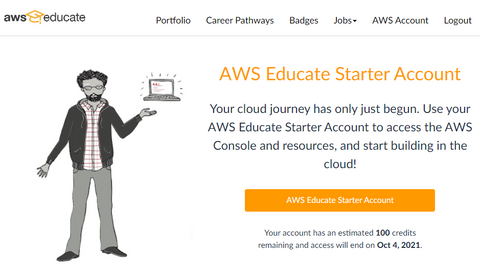 aws educate
Portfolio Career Pathways Badges Jobs AWS Account Logout
AWS Educate Starter Account
Your cloud journey has only just begun. Use your
AWS Educate Starter Account to access the AWS
Console and resources, and start building in the
cloud!
AWS Educate Starter Account
Your account has an estimated 100 credits
remaining and access will end on Oct 4, 2021.